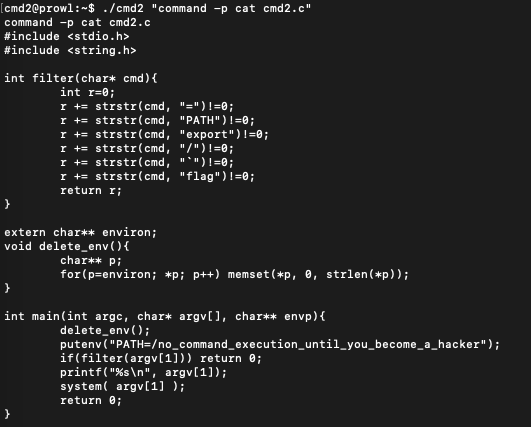 cmd2@prowl:~$ ./cmd2 "command -p cat cmd2.c"
command -p cat cmd2.c
#include <stdio.h>
#include <string.h>

int filter(char* cmd){
        int r=0;
        r += strstr(cmd, "=")!=0;
        r += strstr(cmd, "PATH")!=0;
        r += strstr(cmd, "export")!=0;
        r += strstr(cmd, "/")!=0;
        r += strstr(cmd, "`")!=0;
        r += strstr(cmd, "flag")!=0;
        return r;
}

extern char** environ;
void delete_env(){
        char** p;
        for(p=environ; *p; p++) memset(*p, 0, strlen(*p));
}

int main(int argc, char* argv[], char** envp){
        delete_env();
        putenv("PATH=/no_command_execution_until_you_become_a_hacker");
        if(filter(argv[1])) return 0;
        printf("%s\n", argv[1]);
        system( argv[1] );
        return 0;
}